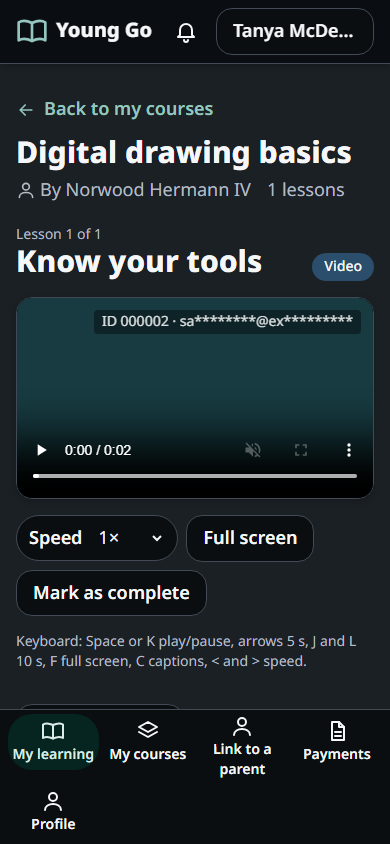 Young Go
Tanya McDe...
← Back to my courses
Digital drawing basics
By Norwood Hermann IV 1 lessons
Lesson 1 of 1
Know your tools
Video
ID 000002 · sa********@ex*********
0:00 / 0:02
Speed 1×
Full screen
Mark as complete
Keyboard: Space or K play/pause, arrows 5 s, J and L
10 s, F full screen, C captions, < and > speed.
My learning
My courses
Link to a
parent
Payments
Profile